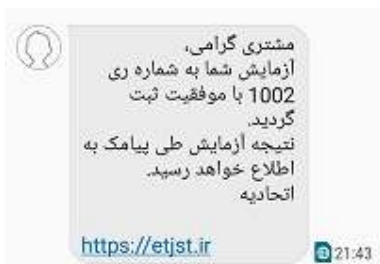 مشتری گرامی،
آزمایش شما به شماره ری
1002 با موفقیت ثبت
گردید.
نتیجه آزمایش طی پیامک به
اطلاع خواهد رسید.
اتحادیه
https://etjst.ir
21:43